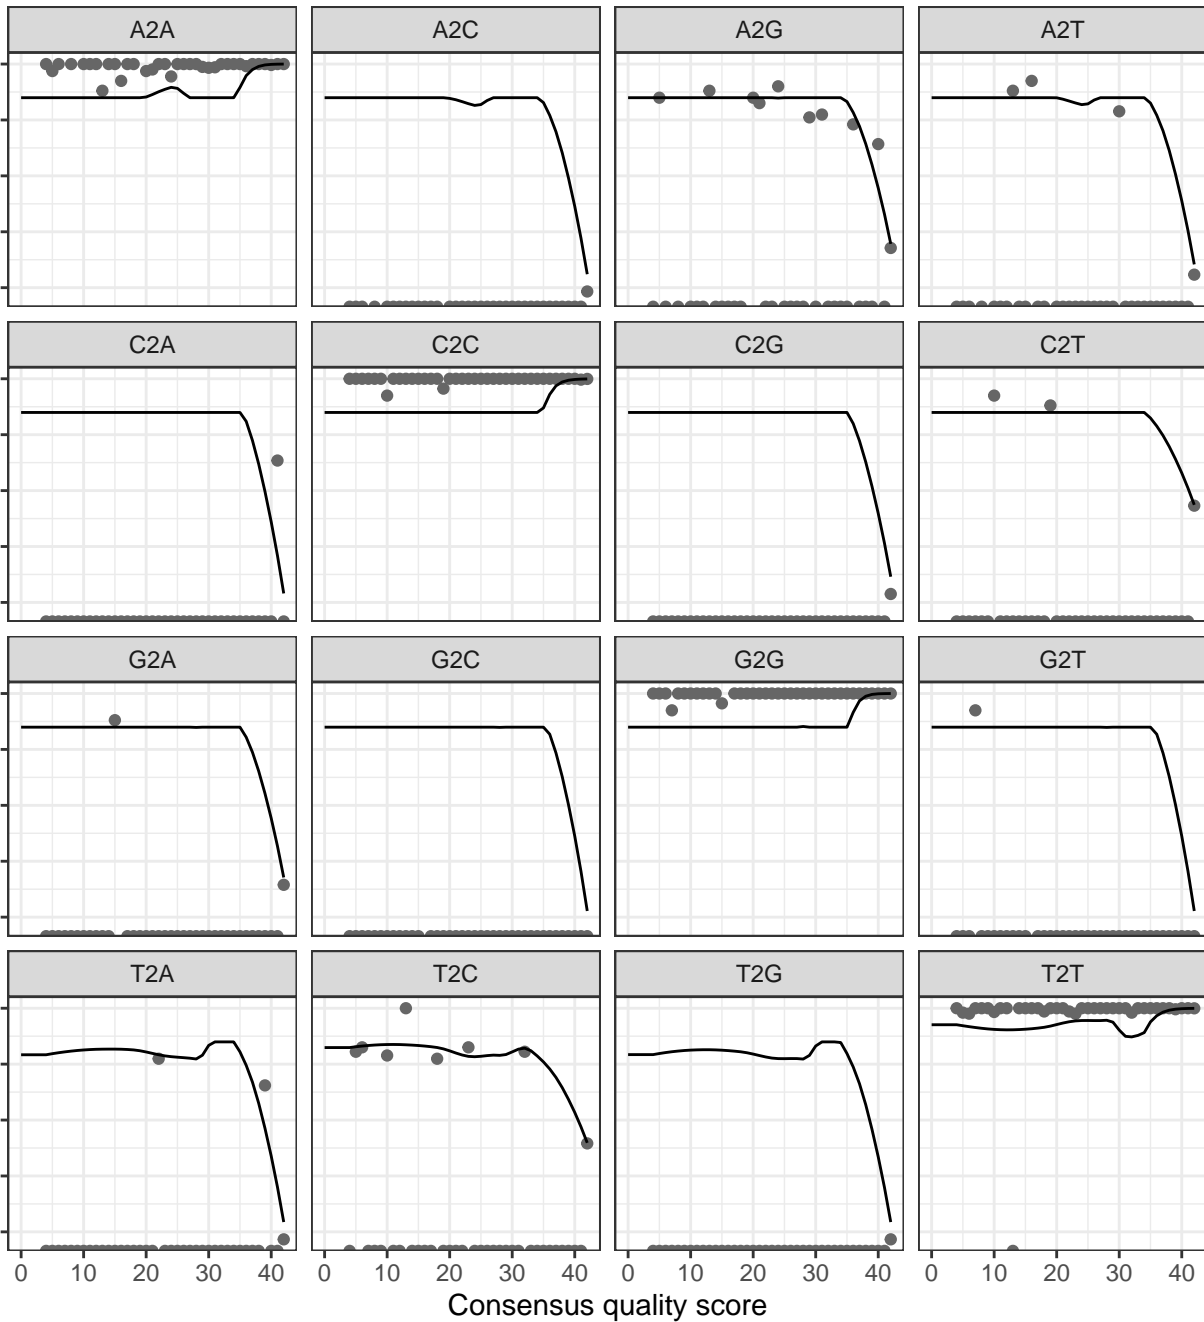 A2A A2C A2G A2T
C2A C2C C2G C2T
G2A G2C G2G G2T
T2A T2C T2G T2T
0 10 20 30 40 0 10 20 30 40 0 10 20 30 40 0 10 20 30 40
Consensus quality score